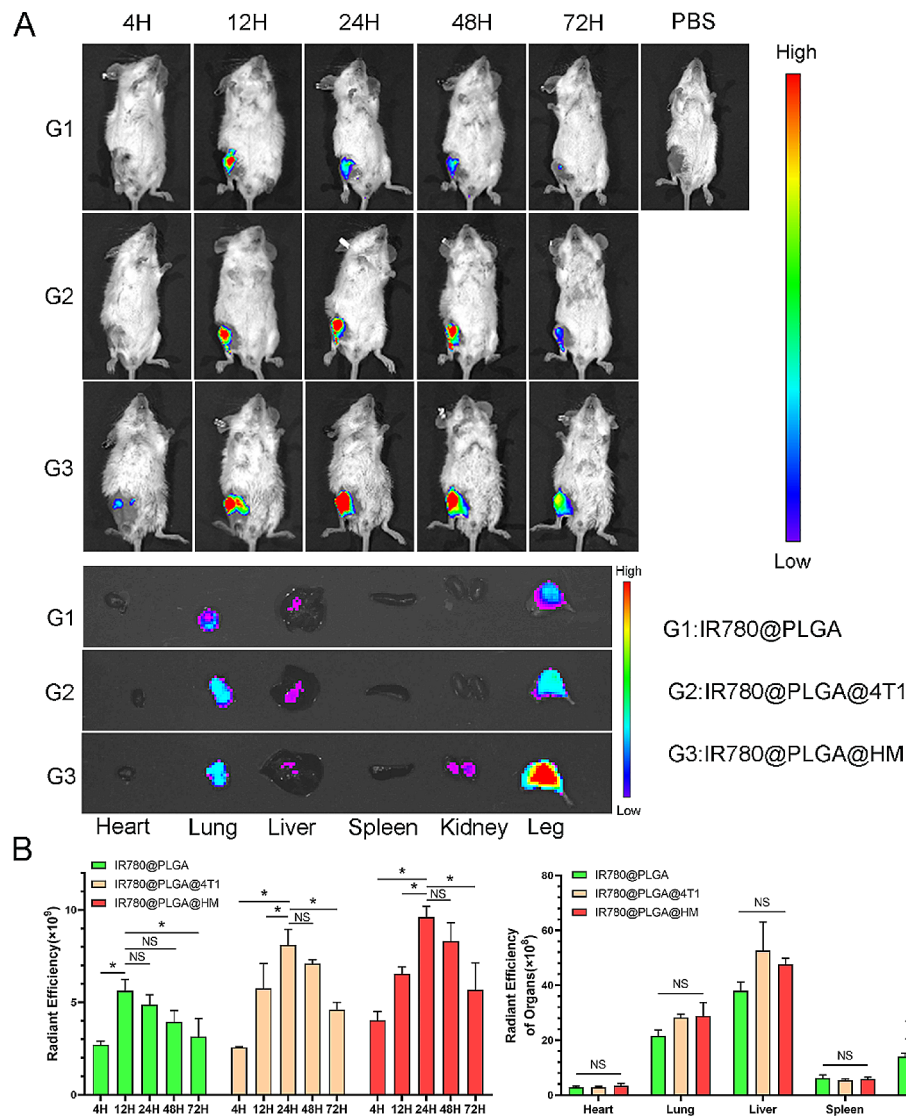 A
4H 12H 24H 48H 72H PBS
G1
G2
G3
High
Low
G1
G2
G3
High
Low
G1:IR780@PLGA
G2:IR780@PLGA@4T1
G3:IR780@PLGA@HM
Heart Lung Liver Spleen Kidney Leg
B
IR780@PLGA
IR780@PLGA@4T1
IR780@PLGA@HM
Radiant Efficiency(×10⁸)
10
5
0
*
NS
NS
*
*
*
*
NS
*
*
*
NS
4H 12H 24H 48H 72H 4H 12H 24H 48H 72H 4H 12H 24H 48H 72H
IR780@PLGA
IR780@PLGA@4T1
IR780@PLGA@HM
Radiant Efficiency
of Organs(×10⁸)
80
60
40
20
0
NS
NS
NS
NS
Heart Lung Liver Spleen